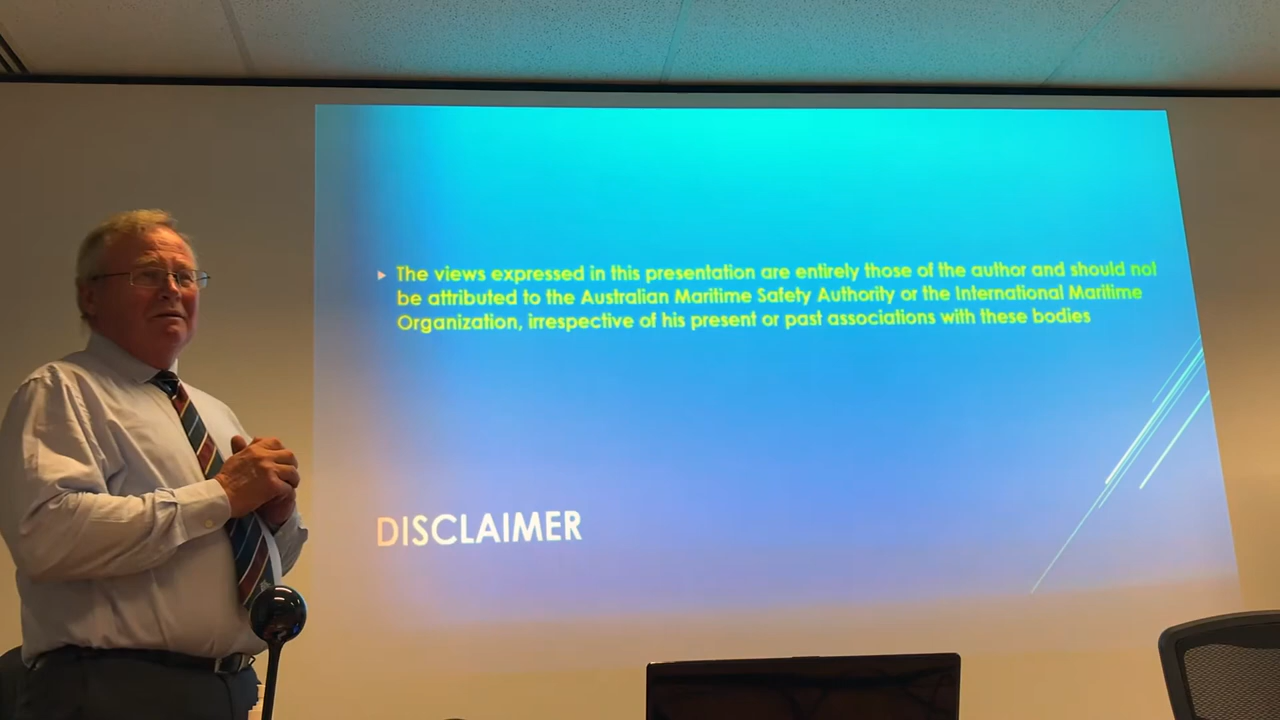 The views expressed in this presentation are entirely those of the author and should not
be attributed to the Australian Maritime Safety Authority or the International Maritime
Organization, irrespective of his present or past associations with these bodies
DISCLAIMER